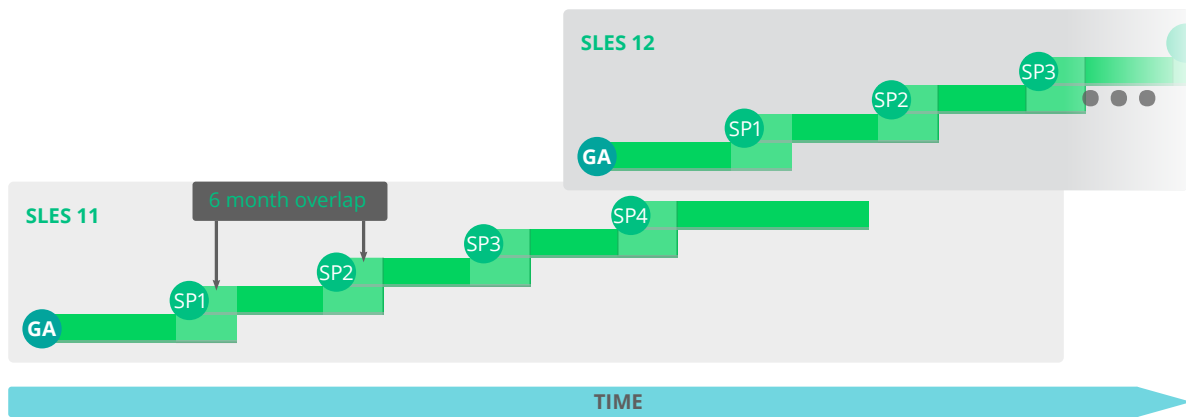 SLES 12
SP3
SP2
SP1
GA
6 month overlap
SLES 11
SP4
SP3
SP2
SP1
GA
TIME